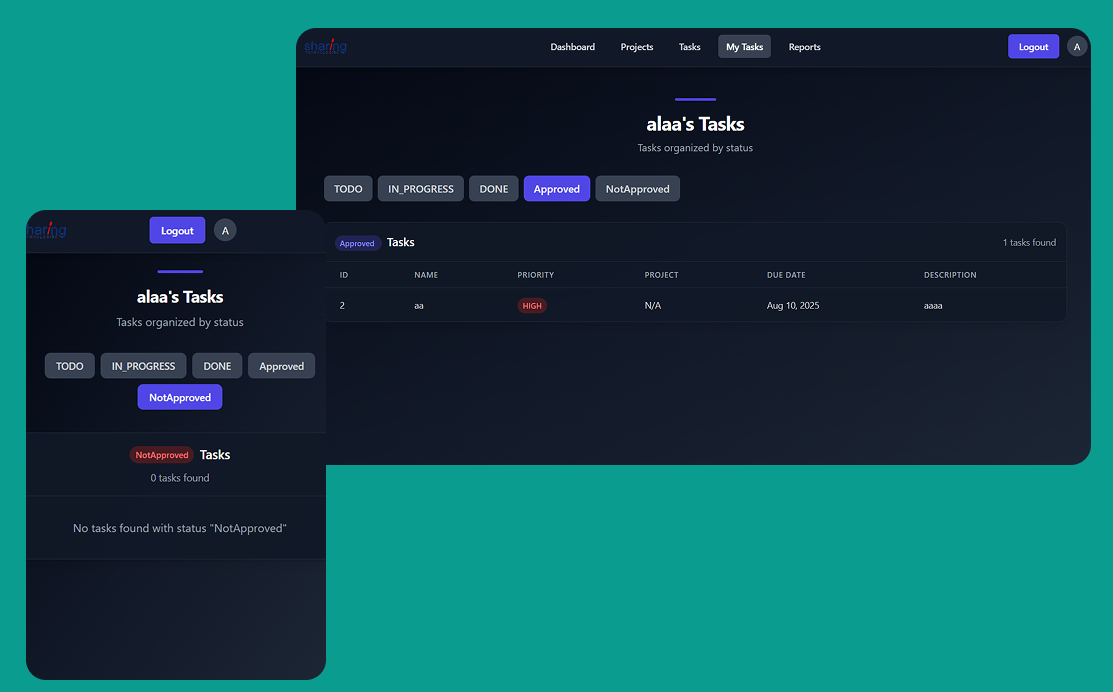 sharing
Dashboard Projects Tasks My Tasks Reports Logout A
alaa's Tasks
Tasks organized by status
TODO IN_PROGRESS DONE Approved NotApproved
Approved Tasks 1 tasks found
ID NAME PRIORITY PROJECT DUE DATE DESCRIPTION
2 aa HIGH N/A Aug 10, 2025 aaaa
haring Logout A
alaa's Tasks
Tasks organized by status
TODO IN_PROGRESS DONE Approved
NotApproved
NotApproved Tasks
0 tasks found
No tasks found with status "NotApproved"